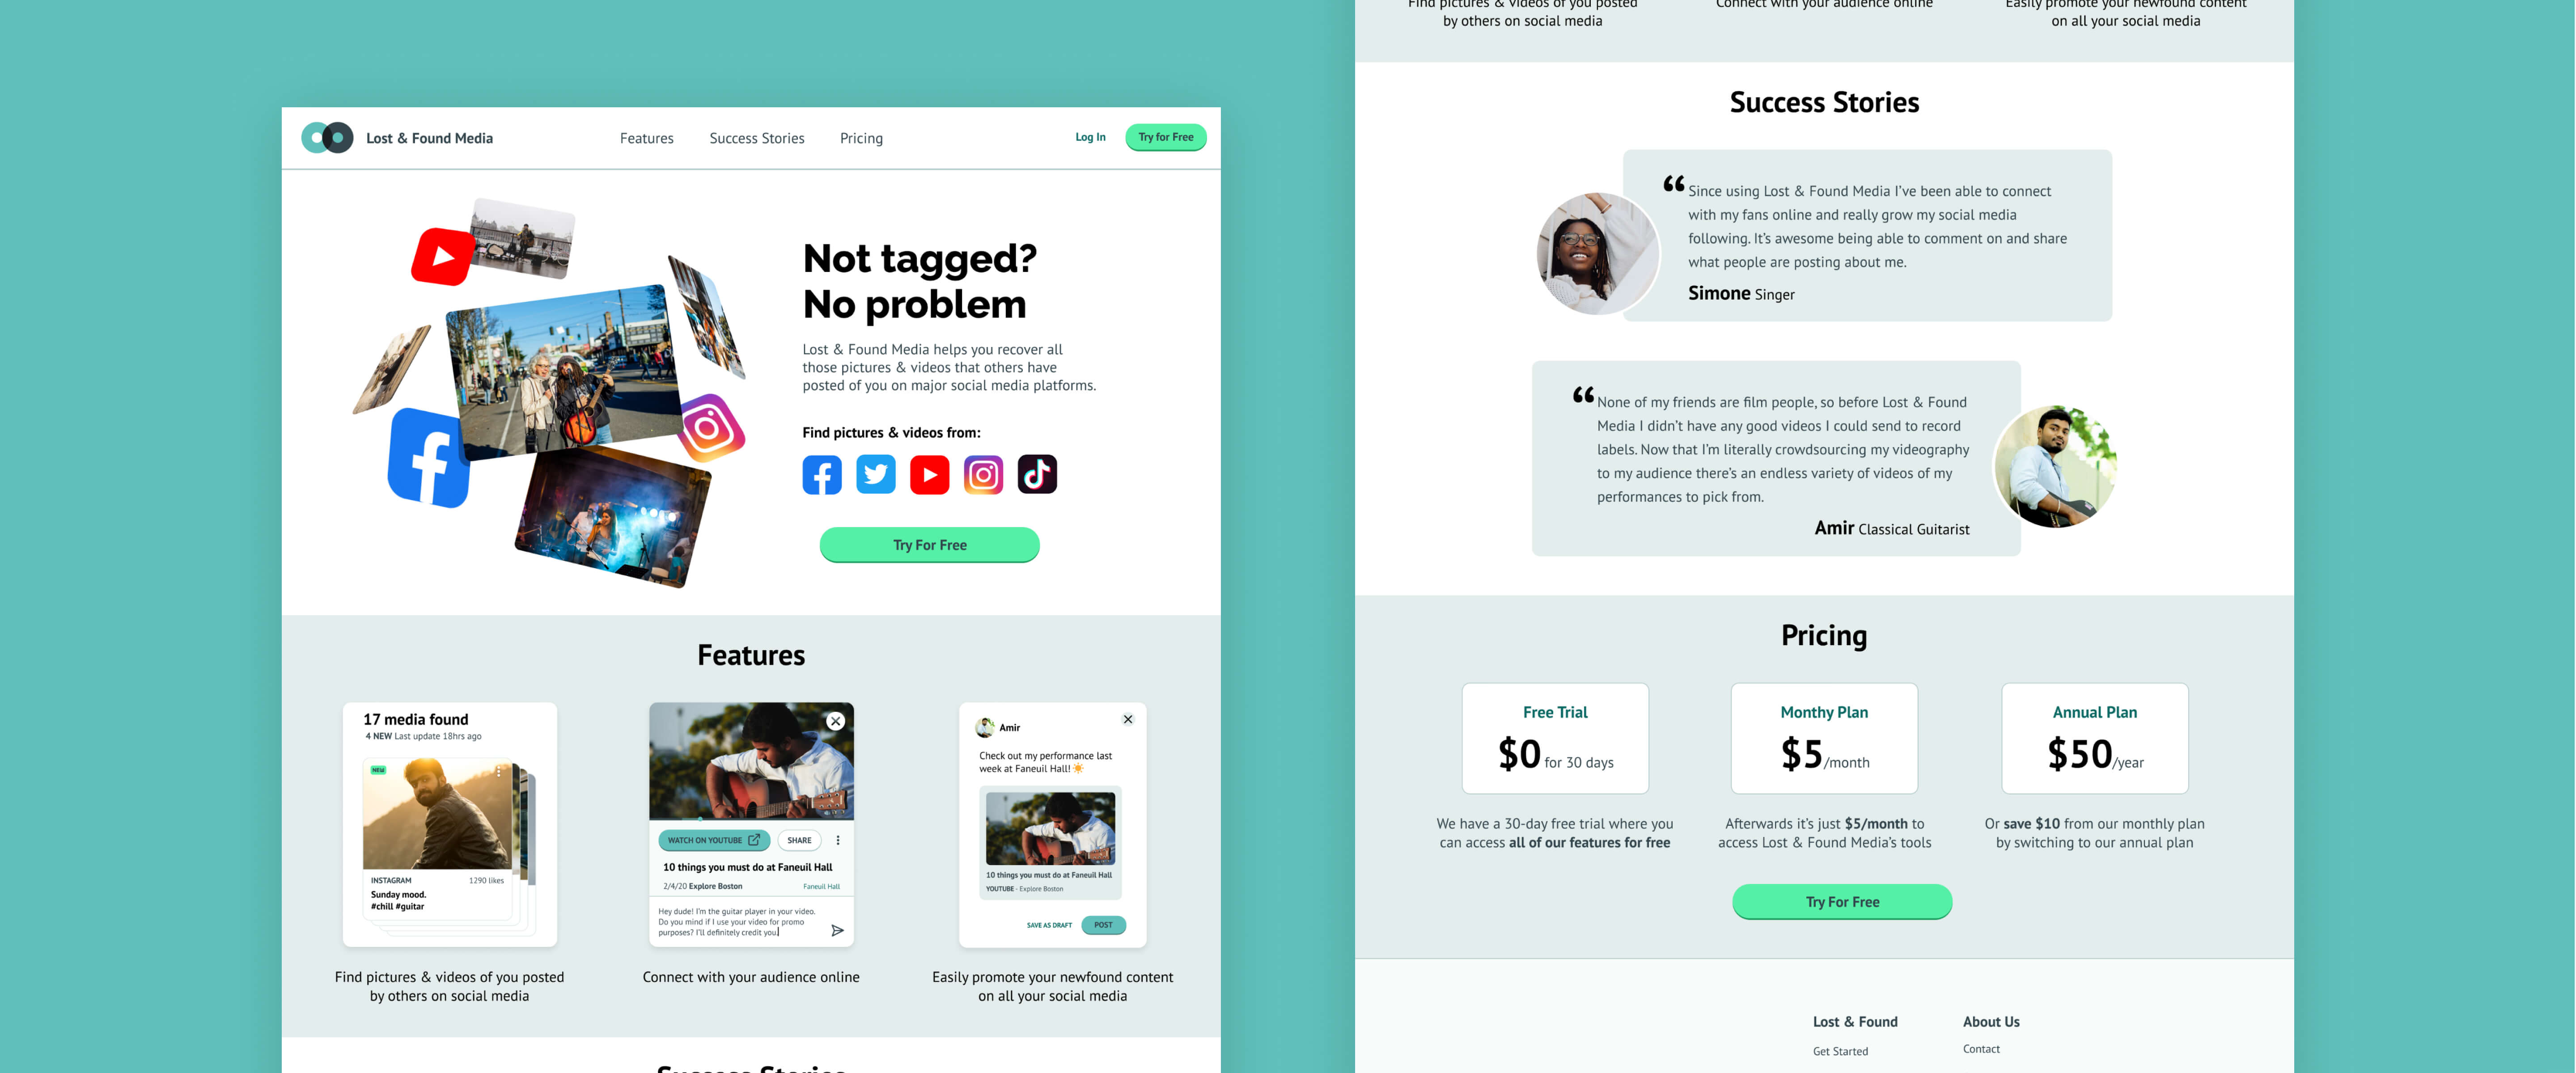 Lost & Found Media
Features
Success Stories
Pricing
Log In
Try for Free
Not tagged?
No problem
Lost & Found Media helps you recover all
those pictures & videos that others have
posted of you on major social media platforms.
Find pictures & videos from:
Try For Free
Features
17 media found
4 NEW Last update 18hrs ago
NEW
INSTAGRAM 1290 likes
Sunday mood.
#chill #guitar
Find pictures & videos of you posted
by others on social media
WATCH ON YOUTUBE
SHARE
10 things you must do at Faneuil Hall
2/4/20 Explore Boston Faneuil Hall
Hey dude! I'm the guitar player in your video.
Do you mind if I use your video for promo
purposes? I'll definitely credit you.
Connect with your audience online
Amir
Check out my performance last
week at Faneuil Hall!☀️
10 things you must do at Faneuil Hall
YOUTUBE - Explore Boston
SAVE AS DRAFT
POST
Easily promote your newfound content
on all your social media
Success Stories
Find pictures & videos of you posted
by others on social media
Connect with your audience online
Easily promote your newfound content
on all your social media
Success Stories
“ Since using Lost & Found Media I've been able to connect
with my fans online and really grow my social media
following. It's awesome being able to comment on and share
what people are posting about me.
Simone Singer
“ None of my friends are film people, so before Lost & Found
Media I didn't have any good videos I could send to record
labels. Now that I'm literally crowdsourcing my videography
to my audience there's an endless variety of videos of my
performances to pick from.
Amir Classical Guitarist
Pricing
Free Trial
$0 for 30 days
We have a 30-day free trial where you
can access all of our features for free
Monthy Plan
$5/month
Afterwards it's just $5/month to
access Lost & Found Media's tools
Annual Plan
$50/year
Or save $10 from our monthly plan
by switching to our annual plan
Try For Free
Lost & Found
Get Started
About Us
Contact